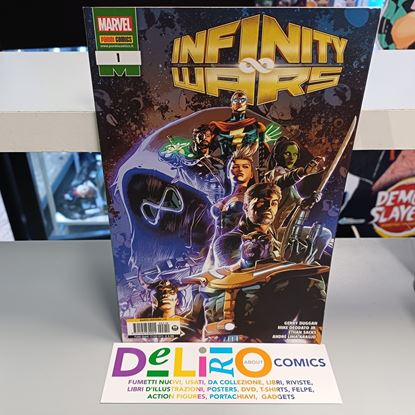 MARVEL
PANINI COMICS
www.paninicomics.it
1
INFINITY
WARS
DEMON
SLAYER
GERRY DUGGAN
MIKE DEODATO JR.
ETHAN SACKS
ANDRÉ LIMA ARAÚJO
DeLiRiO ABOUT COMICS
FUMETTI NUOVI, USATI, DA COLLEZIONE, LIBRI, RIVISTE,
LIBRI D'ILLUSTRAZIONI, POSTERS, DVD, T-SHIRTS, FELPE,
ACTION FIGURES, PORTACHIAVI, GADGETS